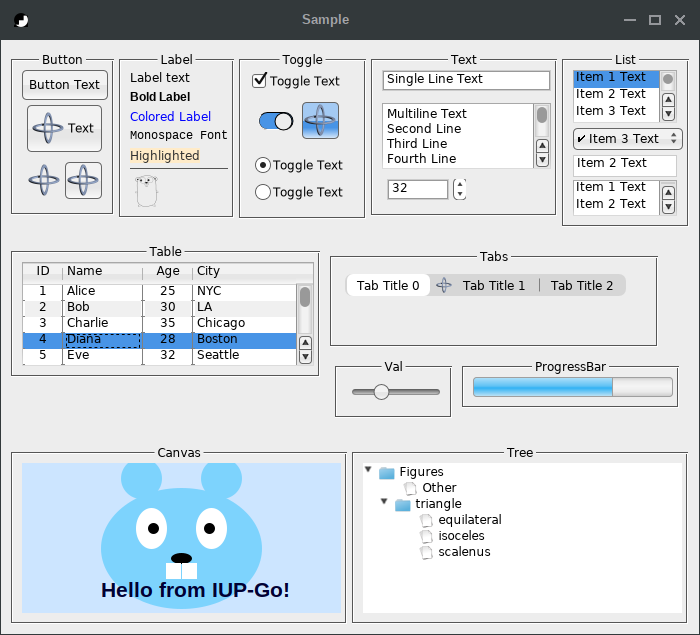 Sample
Button
Button Text
Text
Label
Label text
Bold Label
Colored Label
Monospace Font
Highlighted
Toggle
Toggle Text
Toggle Text
Toggle Text
Text
Single Line Text
Multiline Text
Second Line
Third Line
Fourth Line
32
List
Item 1 Text
Item 2 Text
Item 3 Text
✔ Item 3 Text
Item 2 Text
Item 1 Text
Item 2 Text
Table
ID Name Age City
1 Alice 25 NYC
2 Bob 30 LA
3 Charlie 35 Chicago
4 Diana 28 Boston
5 Eve 32 Seattle
Tabs
Tab Title 0 Tab Title 1 Tab Title 2
Val
ProgressBar
Canvas
Hello from IUP-Go!
Tree
Figures
Other
triangle
equilateral
isoceles
scalenus